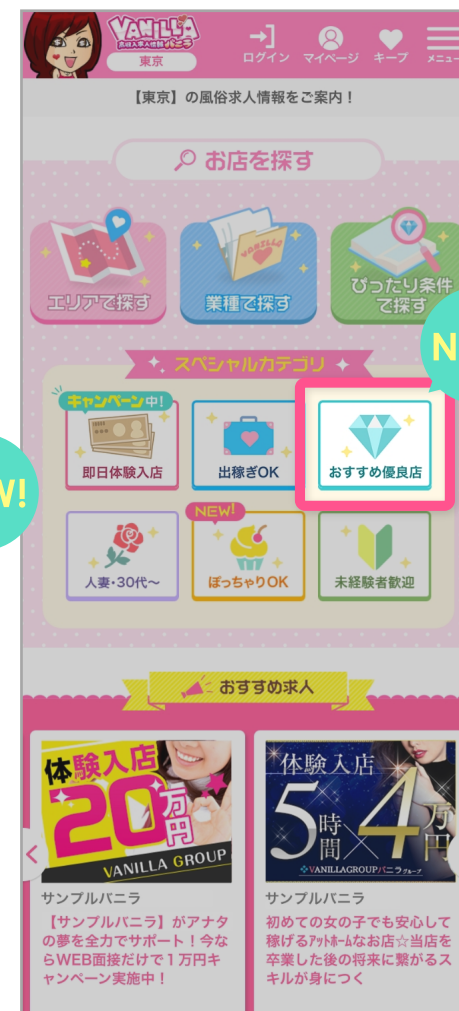 VANILLA
高収入求人情報バニラ
東京
ログイン
マイページ
キープ
メニュー
【東京】の風俗求人情報をご案内！
お店を探す
VANILLA
エリアで探す
業種で探す
ぴったり条件
で探す
N
スペシャルカテゴリ
キャンペーン中!
即日体験入店
出稼ぎOK
おすすめ優良店
W!
NEW!
人妻・30代〜
ぽっちゃりOK
未経験者歓迎
おすすめ求人
体験入店
20万円
VANILLA GROUP
体験入店
5時間×4万円
VANILLAGROUPバニラグループ
サンプルバニラ
【サンプルバニラ】がアナタ
の夢を全力でサポート！今な
らWEB面接だけで１万円キ
ャンペーン実施中！
サンプルバニラ
初めての女の子でも安心して
稼げるｱｯﾄﾎｰﾑなお店☆当店を
卒業した後の将来に繋がるス
キルが身につく